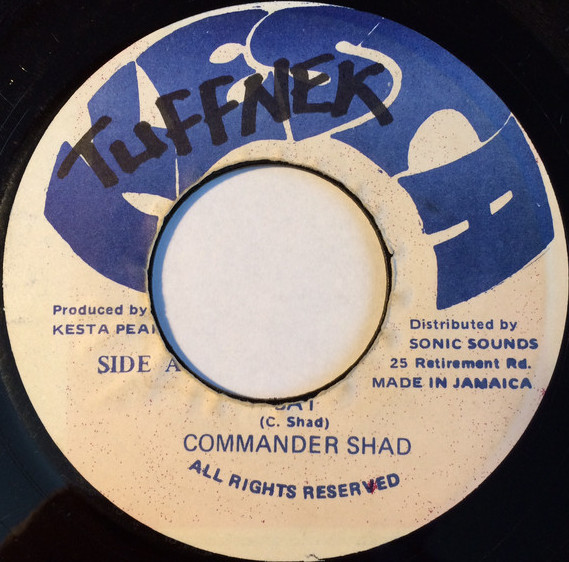 TUFFNEK
Produced by
KESTA
SIDE A
Distributed by
SONIC SOUNDS
25 Retirement Rd.
MADE IN JAMAICA
(C. Shad)
COMMANDER SHAD
ALL RIGHTS RESERVED